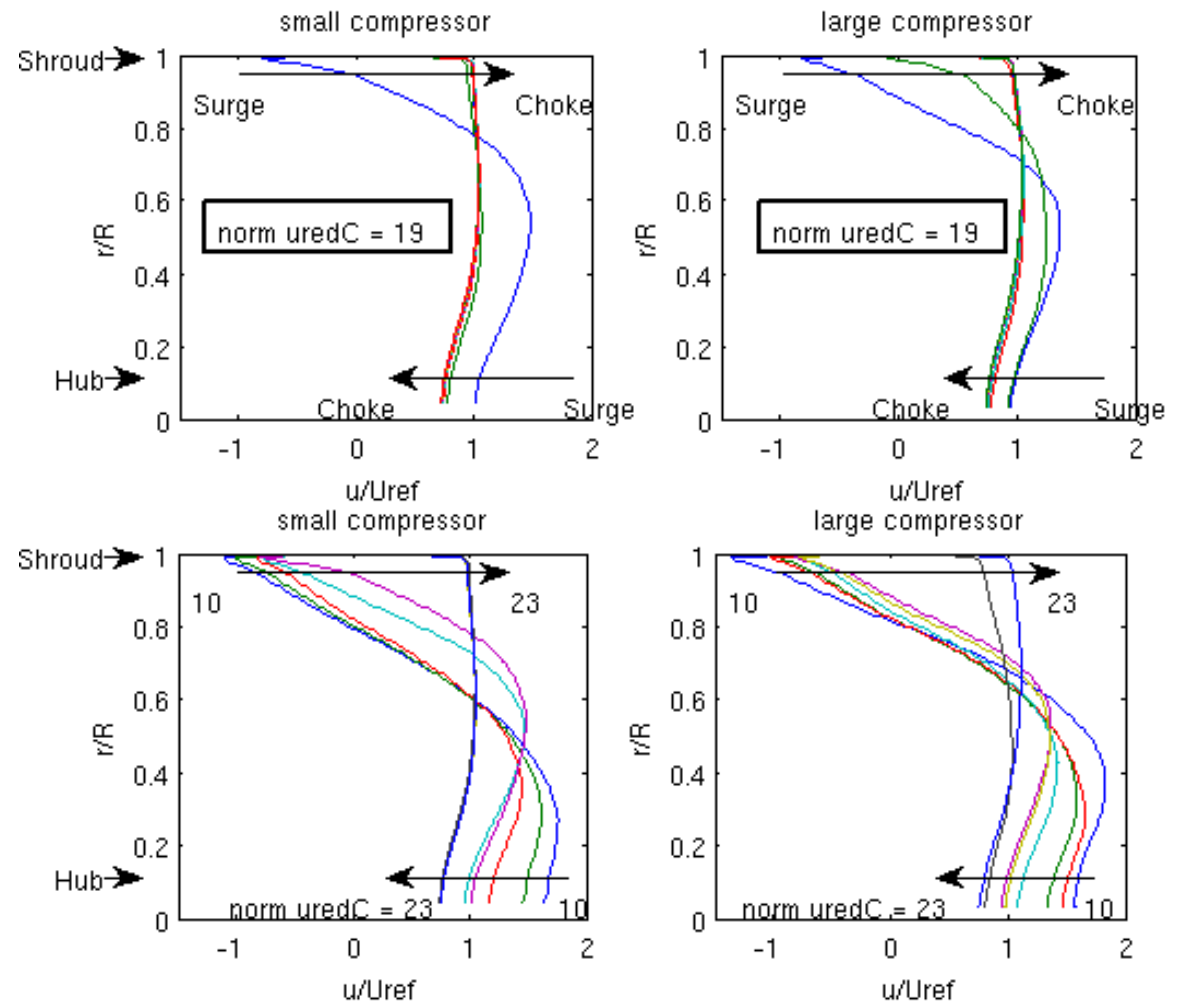 small compressor
large compressor
Shroud
1
0.8
0.6
0.4
0.2
0
Surge
Choke
norm uredC = 19
r/R
Hub
Choke
Surge
-1
0
1
2
u/Uref
1
0.8
0.6
0.4
0.2
0
Surge
Choke
norm uredC = 19
r/R
Choke
Surge
-1
0
1
2
u/Uref
small compressor
large compressor
Shroud
1
0.8
0.6
0.4
0.2
0
10
23
r/R
Hub
norm uredC = 23
10
-1
0
1
2
u/Uref
1
0.8
0.6
0.4
0.2
0
10
23
r/R
norm uredC = 23
10
-1
0
1
2
u/Uref